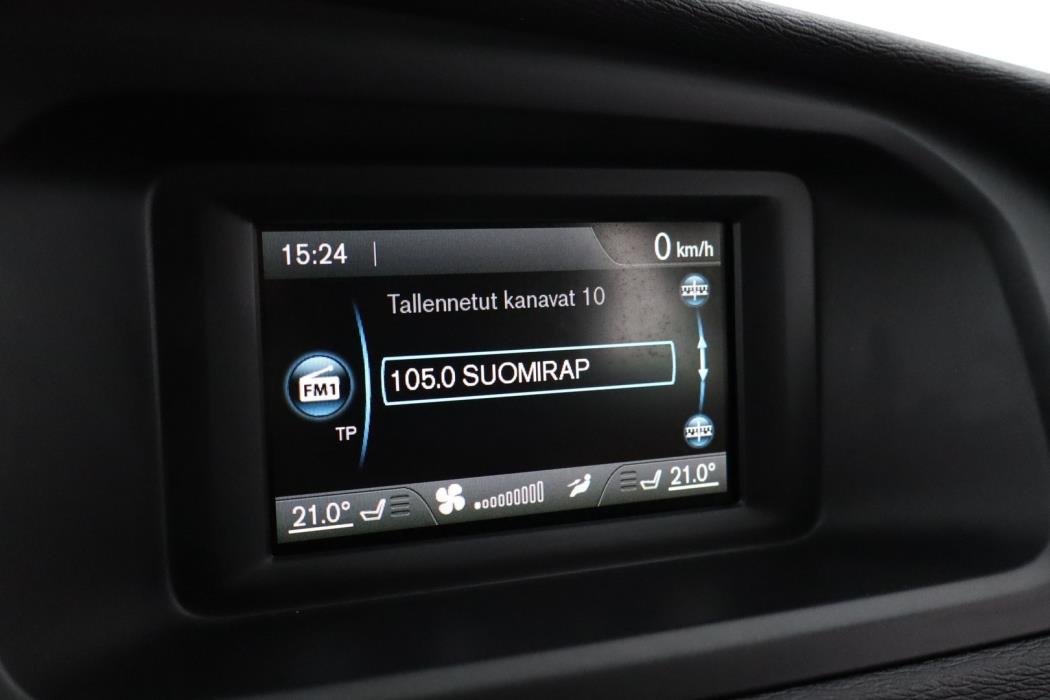 15:24
0 km/h
Tallennetut kanavat 10
FM1
105.0 SUOMIRAP
TP
21.0°
21.0°